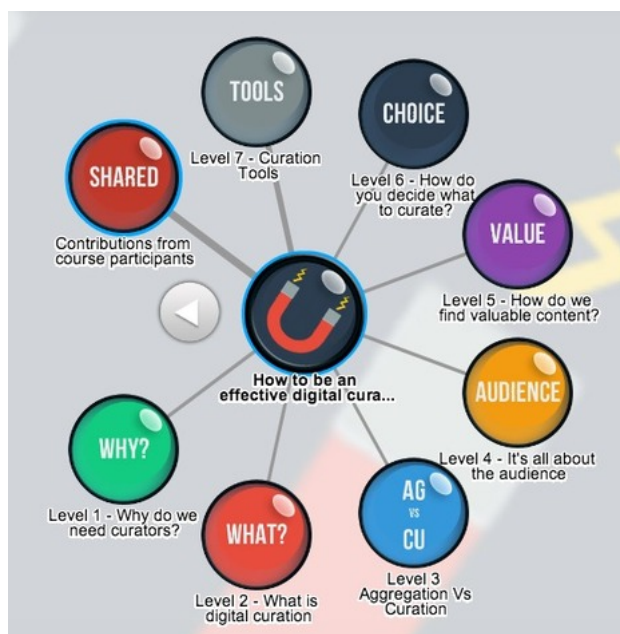 TOOLS
Level 7 - Curation
Tools
CHOICE
Level 6 - How do
you decide what
to curate?
SHARED
Contributions from
course participants
VALUE
Level 5 - How do we
find valuable content?
How to be an
effective digital cura...
AUDIENCE
Level 4 - It's all about
the audience
WHY?
Level 1 - Why do we
need curators?
AG
vs
CU
Level 3
Aggregation Vs
Curation
WHAT?
Level 2 - What is
digital curation